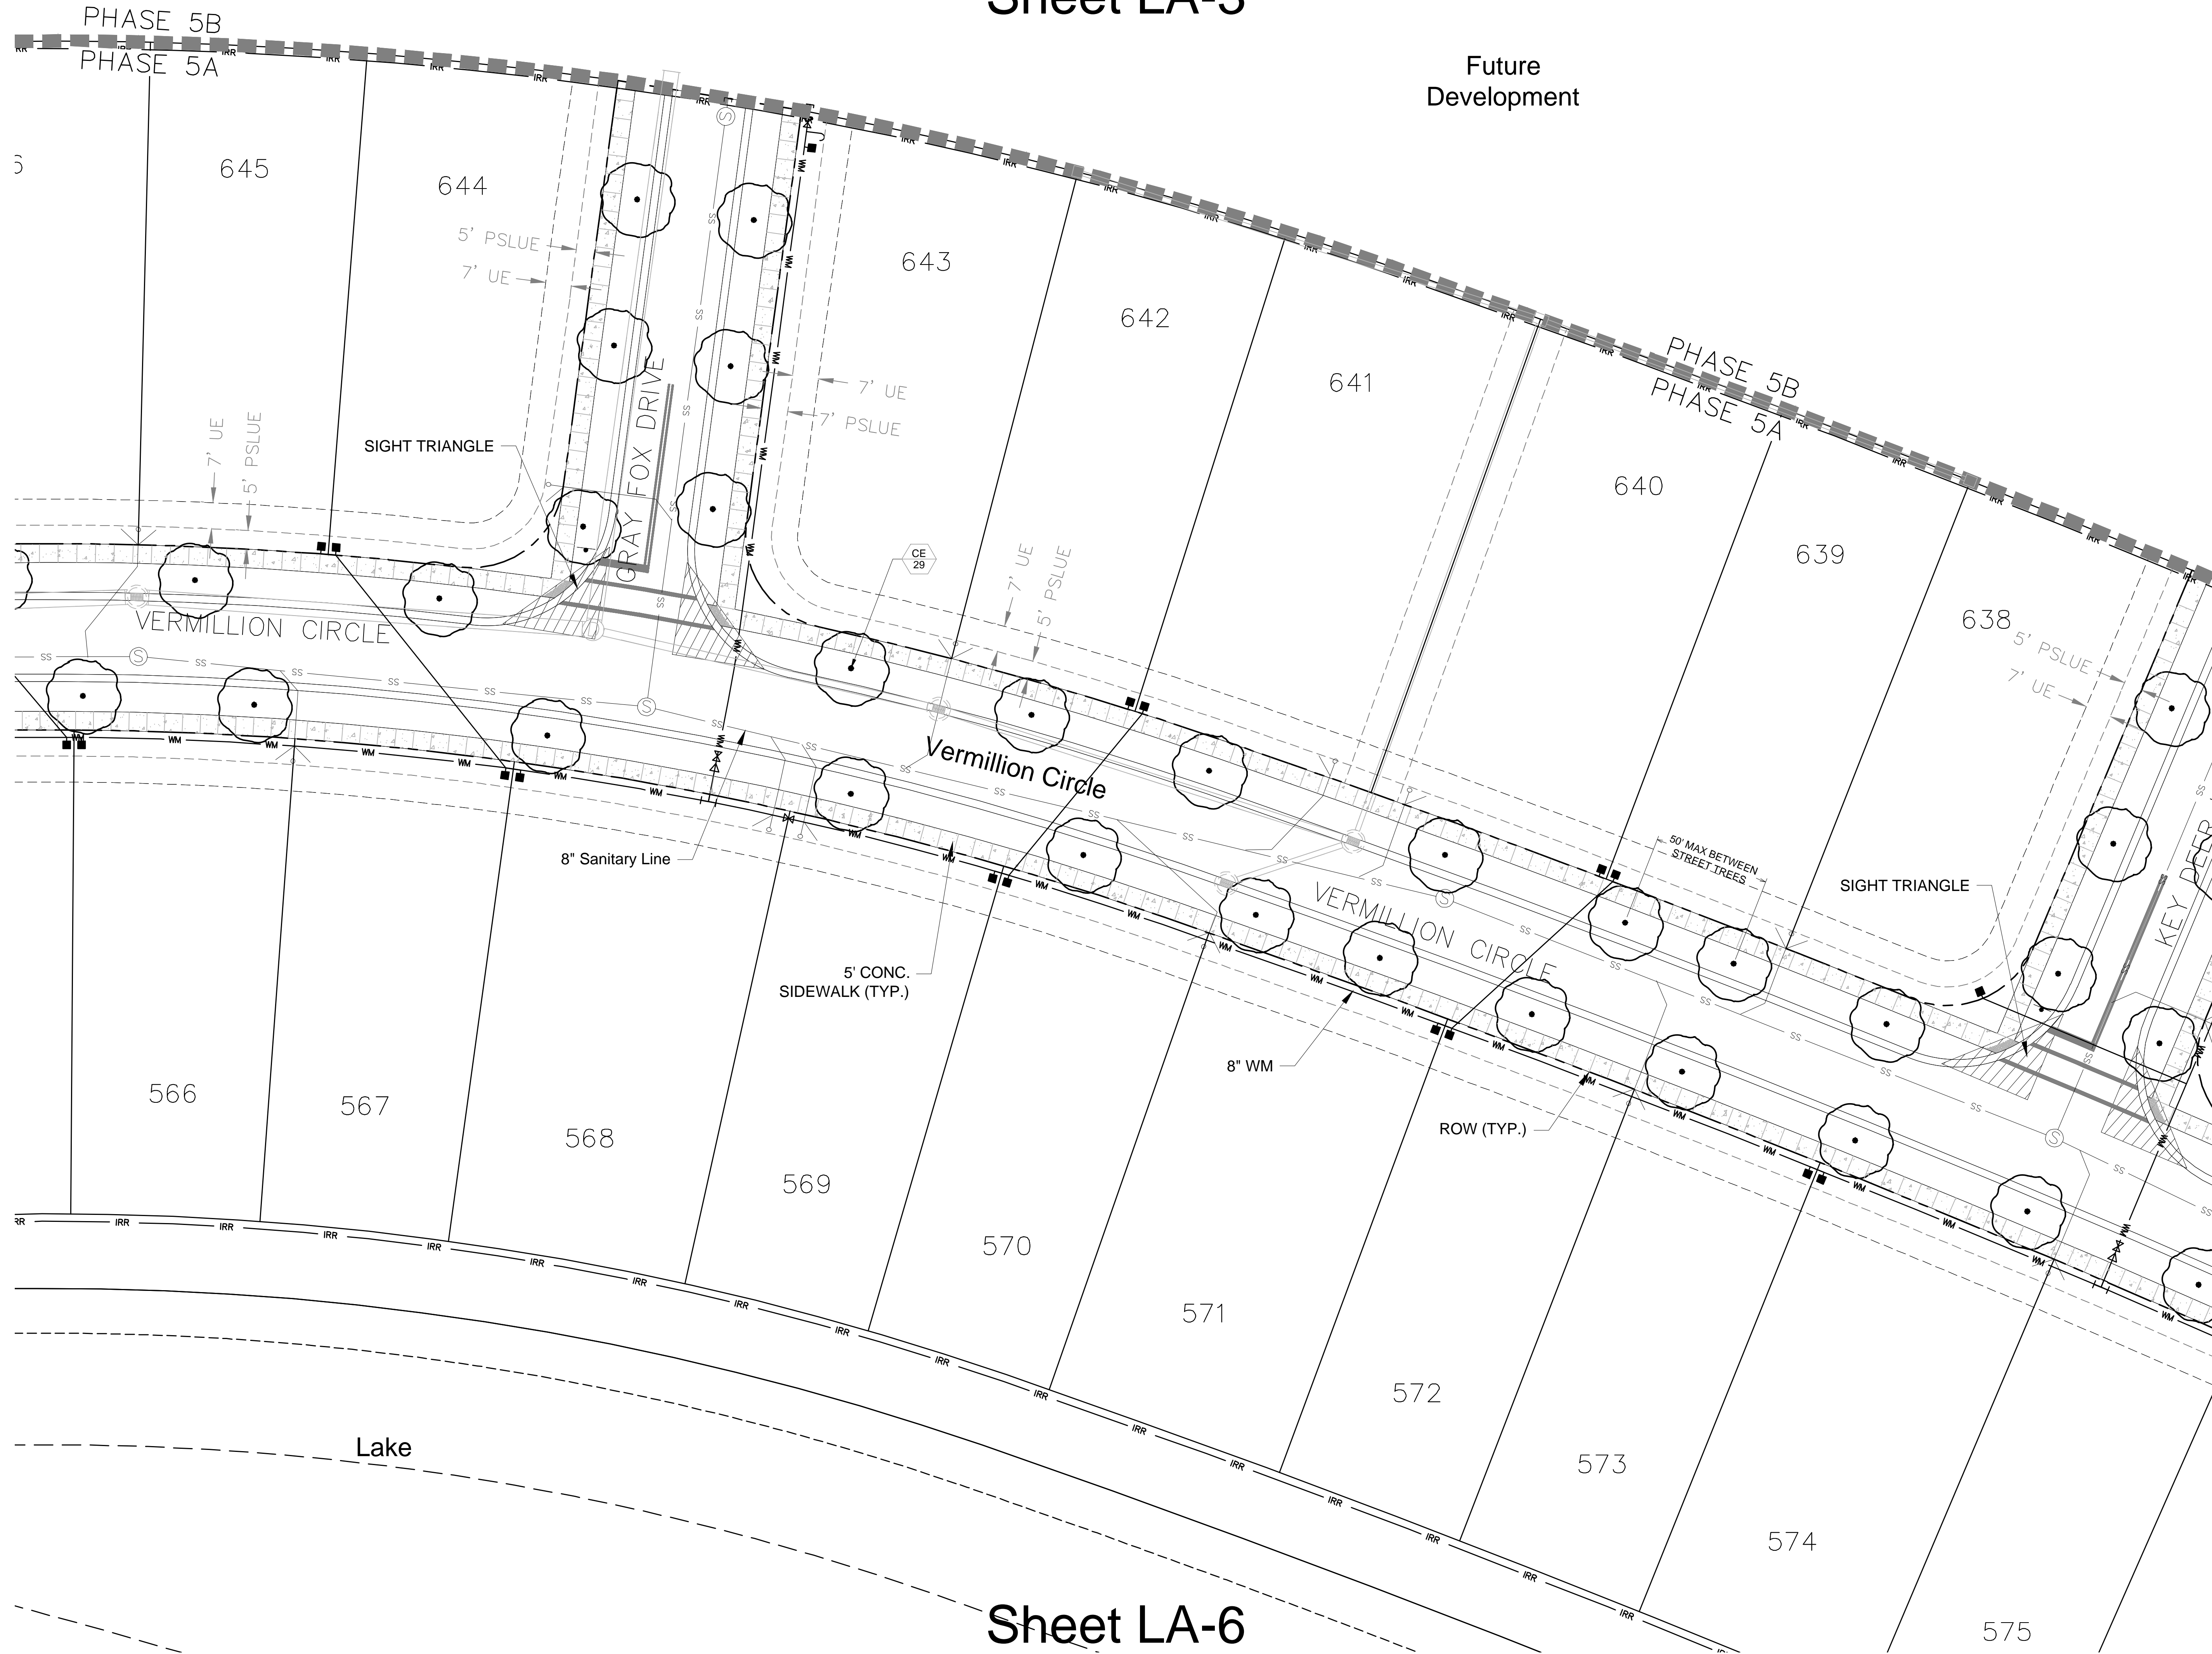 Sheet LA-5
PHASE 5B
PHASE 5A
Future
Development
645
644
5' PSLUE
7' UE
643
642
641
640
639
638
7' UE
7' PSLUE
PHASE 5B
PHASE 5A
7' UE
5' PSLUE
SIGHT TRIANGLE
GRAY FOX DRIVE
CE
29
7' UE
5' PSLUE
5' PSLUE
7' UE
VERMILLION CIRCLE
Vermillion Circle
8" Sanitary Line
50' MAX BETWEEN
STREET TREES
SIGHT TRIANGLE
KEY DEER
VERMILLION CIRCLE
5' CONC.
SIDEWALK (TYP.)
8" WM
ROW (TYP.)
566
567
568
569
570
571
572
573
574
575
IRR
WM
SS
S
Lake
Sheet LA-6